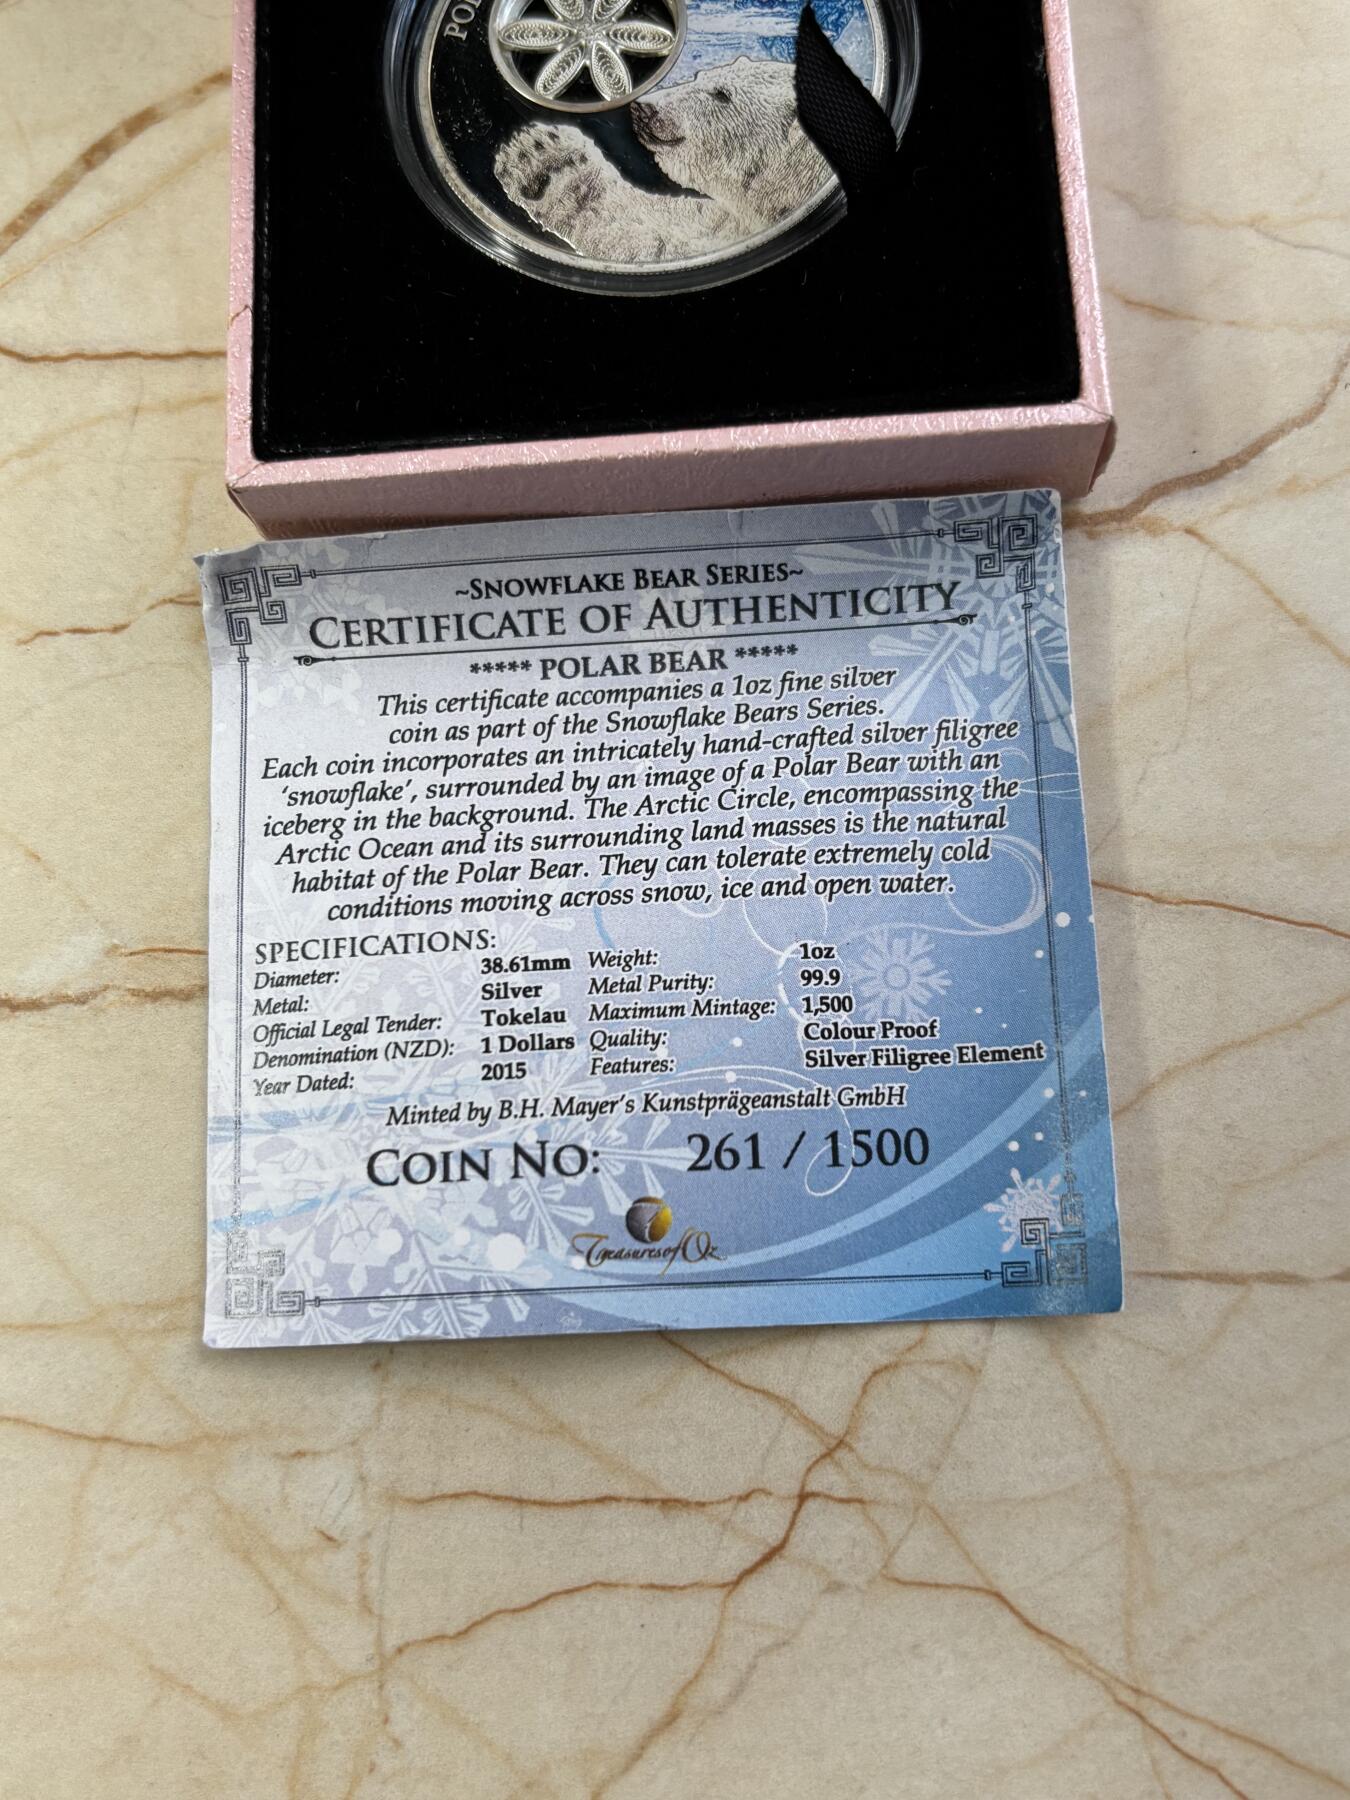 PO
~SNOWFLAKE BEAR SERIES~
CERTIFICATE OF AUTHENTICITY
***** POLAR BEAR *****
This certificate accompanies a 1oz fine silver
coin as part of the Snowflake Bears Series.
Each coin incorporates an intricately hand-crafted silver filigree
'snowflake', surrounded by an image of a Polar Bear with an
iceberg in the background. The Arctic Circle, encompassing the
Arctic Ocean and its surrounding land masses is the natural
habitat of the Polar Bear. They can tolerate extremely cold
conditions moving across snow, ice and open water.
SPECIFICATIONS:
Diameter: 38.61mm Weight: 1oz
Metal: Silver Metal Purity: 99.9
Official Legal Tender: Tokelau Maximum Mintage: 1,500
Denomination (NZD): 1 Dollars Quality: Colour Proof
Year Dated: 2015 Features: Silver Filigree Element
Minted by B.H. Mayer's Kunstprägeanstalt GmbH
COIN NO: 261 / 1500
Treasures of Oz